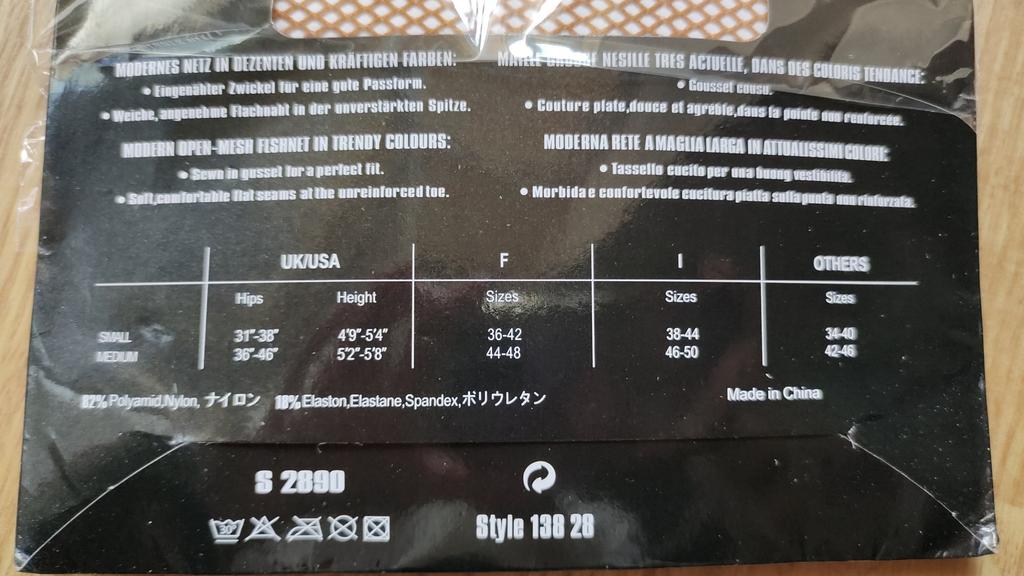 MODERNES NETZ IN DEZENTEN UND KRÄFTIGEN FARBEN:
• Eingenähter Zwickel für eine gute Passform.
• Weiche, angenehme Flachnaht in der unverstärkten Spitze.
MODERN OPEN-MESH FISHNET IN TRENDY COLOURS:
• Sewn in gusset for a perfect fit.
• Soft,comfortable flat seams at the unreinforced toe.
RESILLE TRES ACTUELLE, DANS DES COURIS TENDANCE:
• Gousset cousu.
• Couture plate,douce et agreble,dans la pointe non renforcée.
MODERNA RETE A MAGLIA LARGA IN ATTUALISSIMI COLORI:
• Tassello cucito per una buong vestibilita.
• Morbida e confortevole cucitura piatta sulla punta non rinforzata.
UK/USA F I OTHERS
Hips Height Sizes Sizes Sizes
SMALL 31"-38" 4'9"-5'4" 36-42 38-44 34-40
MEDIUM 36"-46" 5'2"-5'8" 44-48 46-50 42-46
82% Polyamid,Nylon, ナイロン 18% Elaston,Elastane,Spandex,ポリウレタン
Made in China
S 2890
Style 138 28